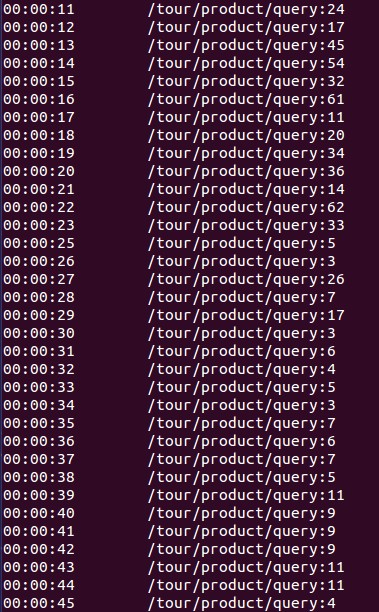 00:00:11 /tour/product/query:24
00:00:12 /tour/product/query:17
00:00:13 /tour/product/query:45
00:00:14 /tour/product/query:54
00:00:15 /tour/product/query:32
00:00:16 /tour/product/query:61
00:00:17 /tour/product/query:11
00:00:18 /tour/product/query:20
00:00:19 /tour/product/query:34
00:00:20 /tour/product/query:36
00:00:21 /tour/product/query:14
00:00:22 /tour/product/query:62
00:00:23 /tour/product/query:33
00:00:25 /tour/product/query:5
00:00:26 /tour/product/query:3
00:00:27 /tour/product/query:26
00:00:28 /tour/product/query:7
00:00:29 /tour/product/query:17
00:00:30 /tour/product/query:3
00:00:31 /tour/product/query:6
00:00:32 /tour/product/query:4
00:00:33 /tour/product/query:5
00:00:34 /tour/product/query:3
00:00:35 /tour/product/query:7
00:00:36 /tour/product/query:6
00:00:37 /tour/product/query:7
00:00:38 /tour/product/query:5
00:00:39 /tour/product/query:11
00:00:40 /tour/product/query:9
00:00:41 /tour/product/query:9
00:00:42 /tour/product/query:9
00:00:43 /tour/product/query:11
00:00:44 /tour/product/query:11
00:00:45 /tour/product/query:4